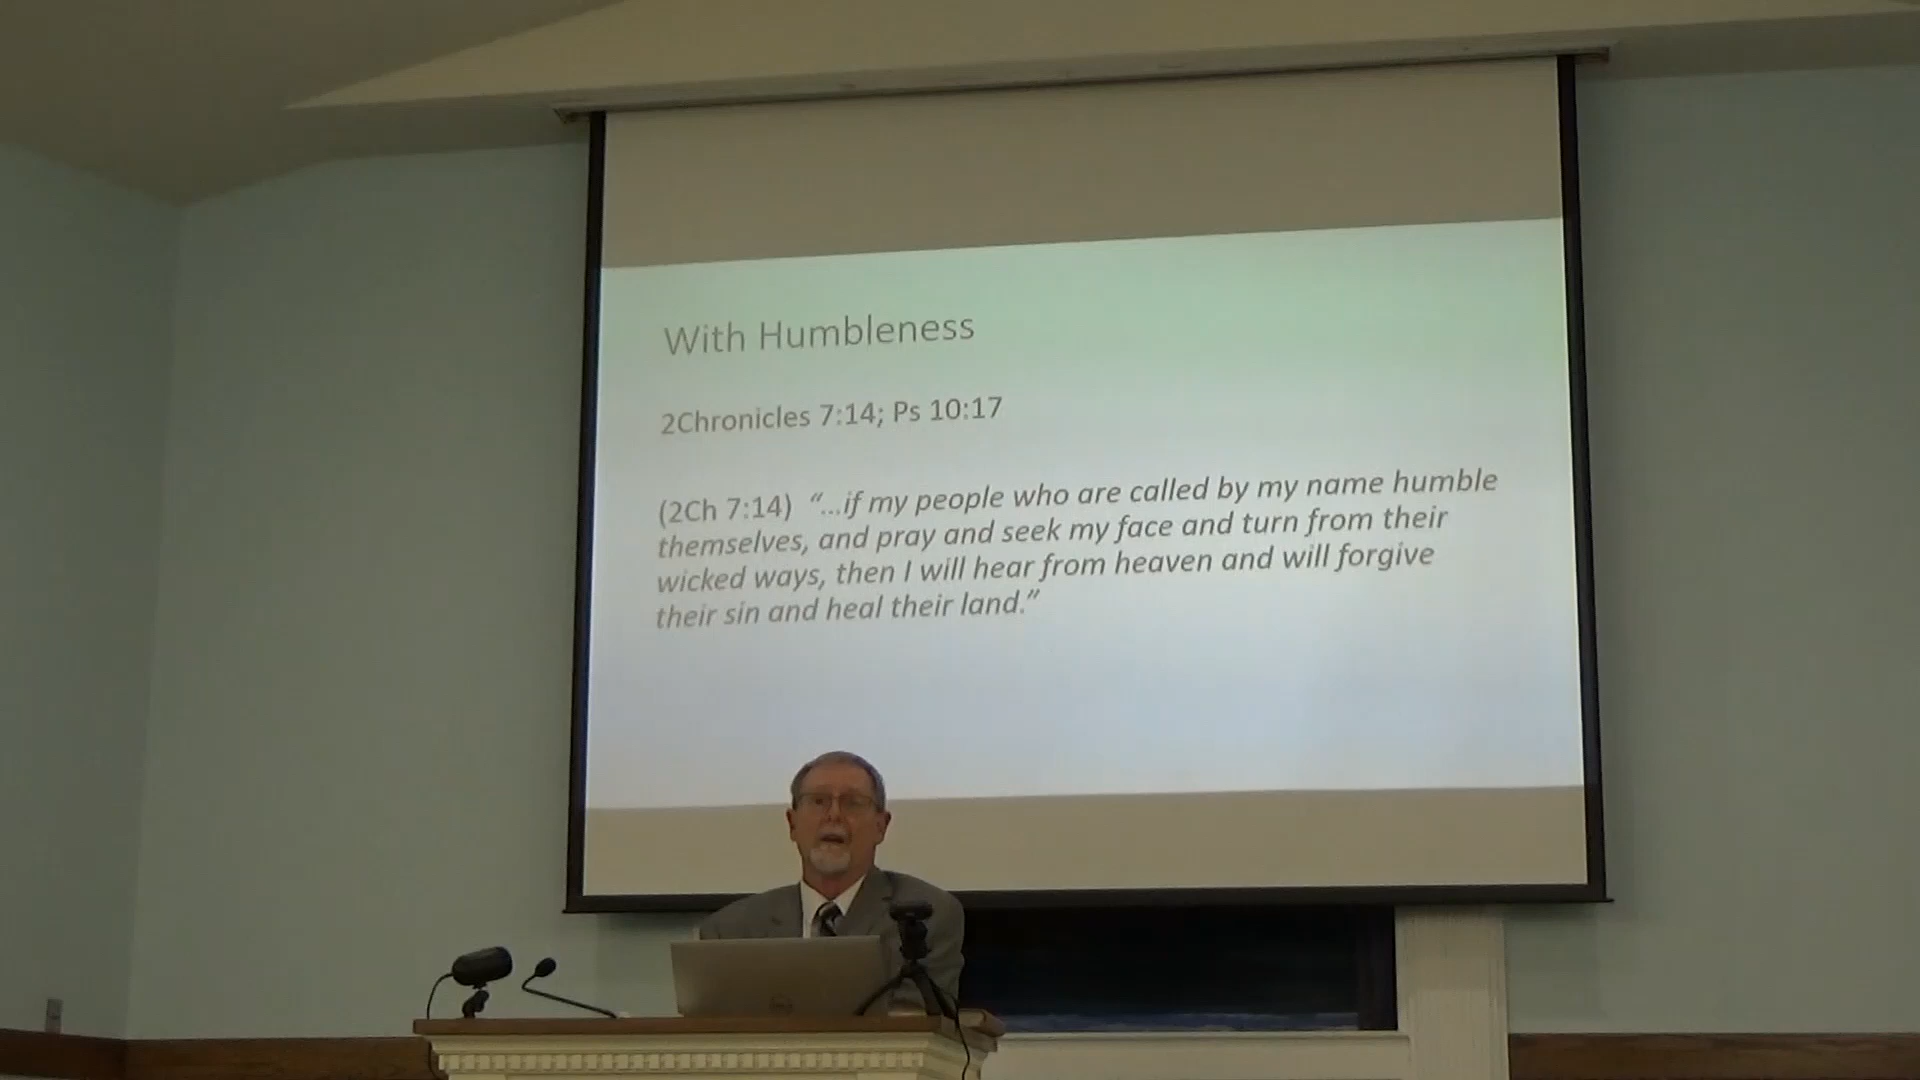 With Humbleness
2Chronicles 7:14; Ps 10:17
(2Ch 7:14) “...if my people who are called by my name humble
themselves, and pray and seek my face and turn from their
wicked ways, then I will hear from heaven and will forgive
their sin and heal their land.”